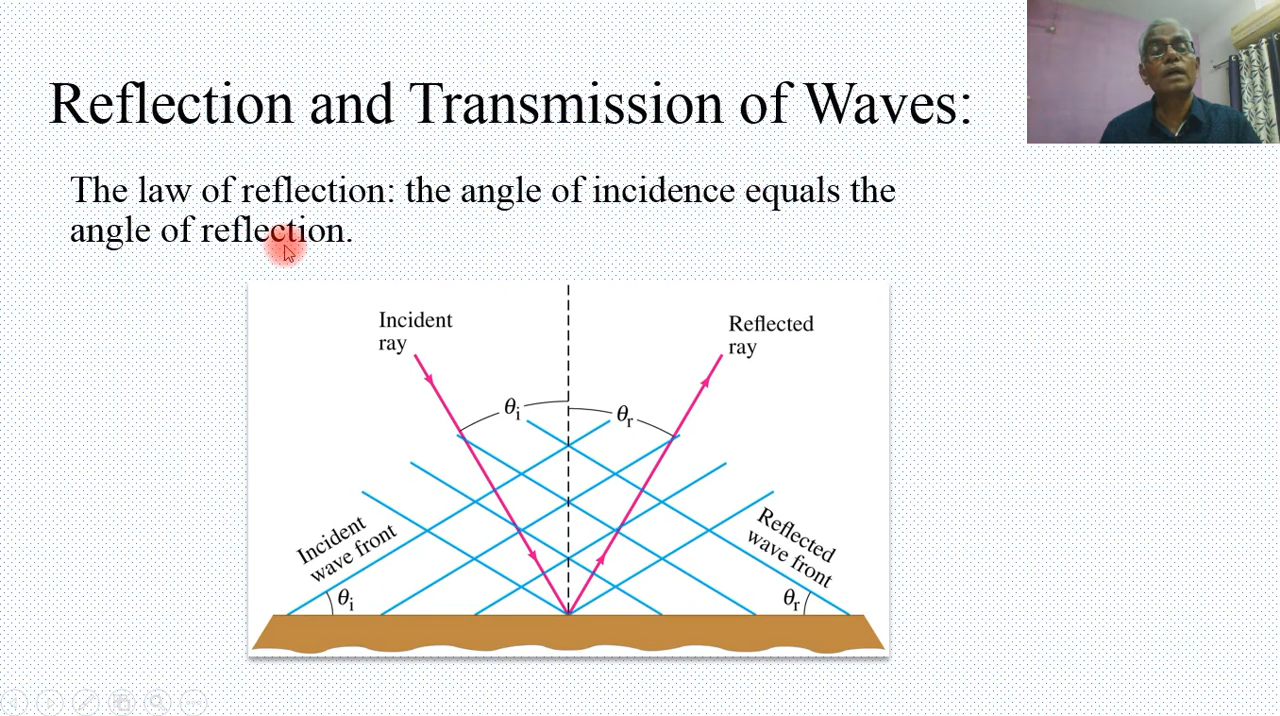 Reflection and Transmission of Waves:
The law of reflection: the angle of incidence equals the
angle of reflection.
Incident
ray
Reflected
ray
θi
θr
Incident
wave front
Reflected
wave front
θi
θr